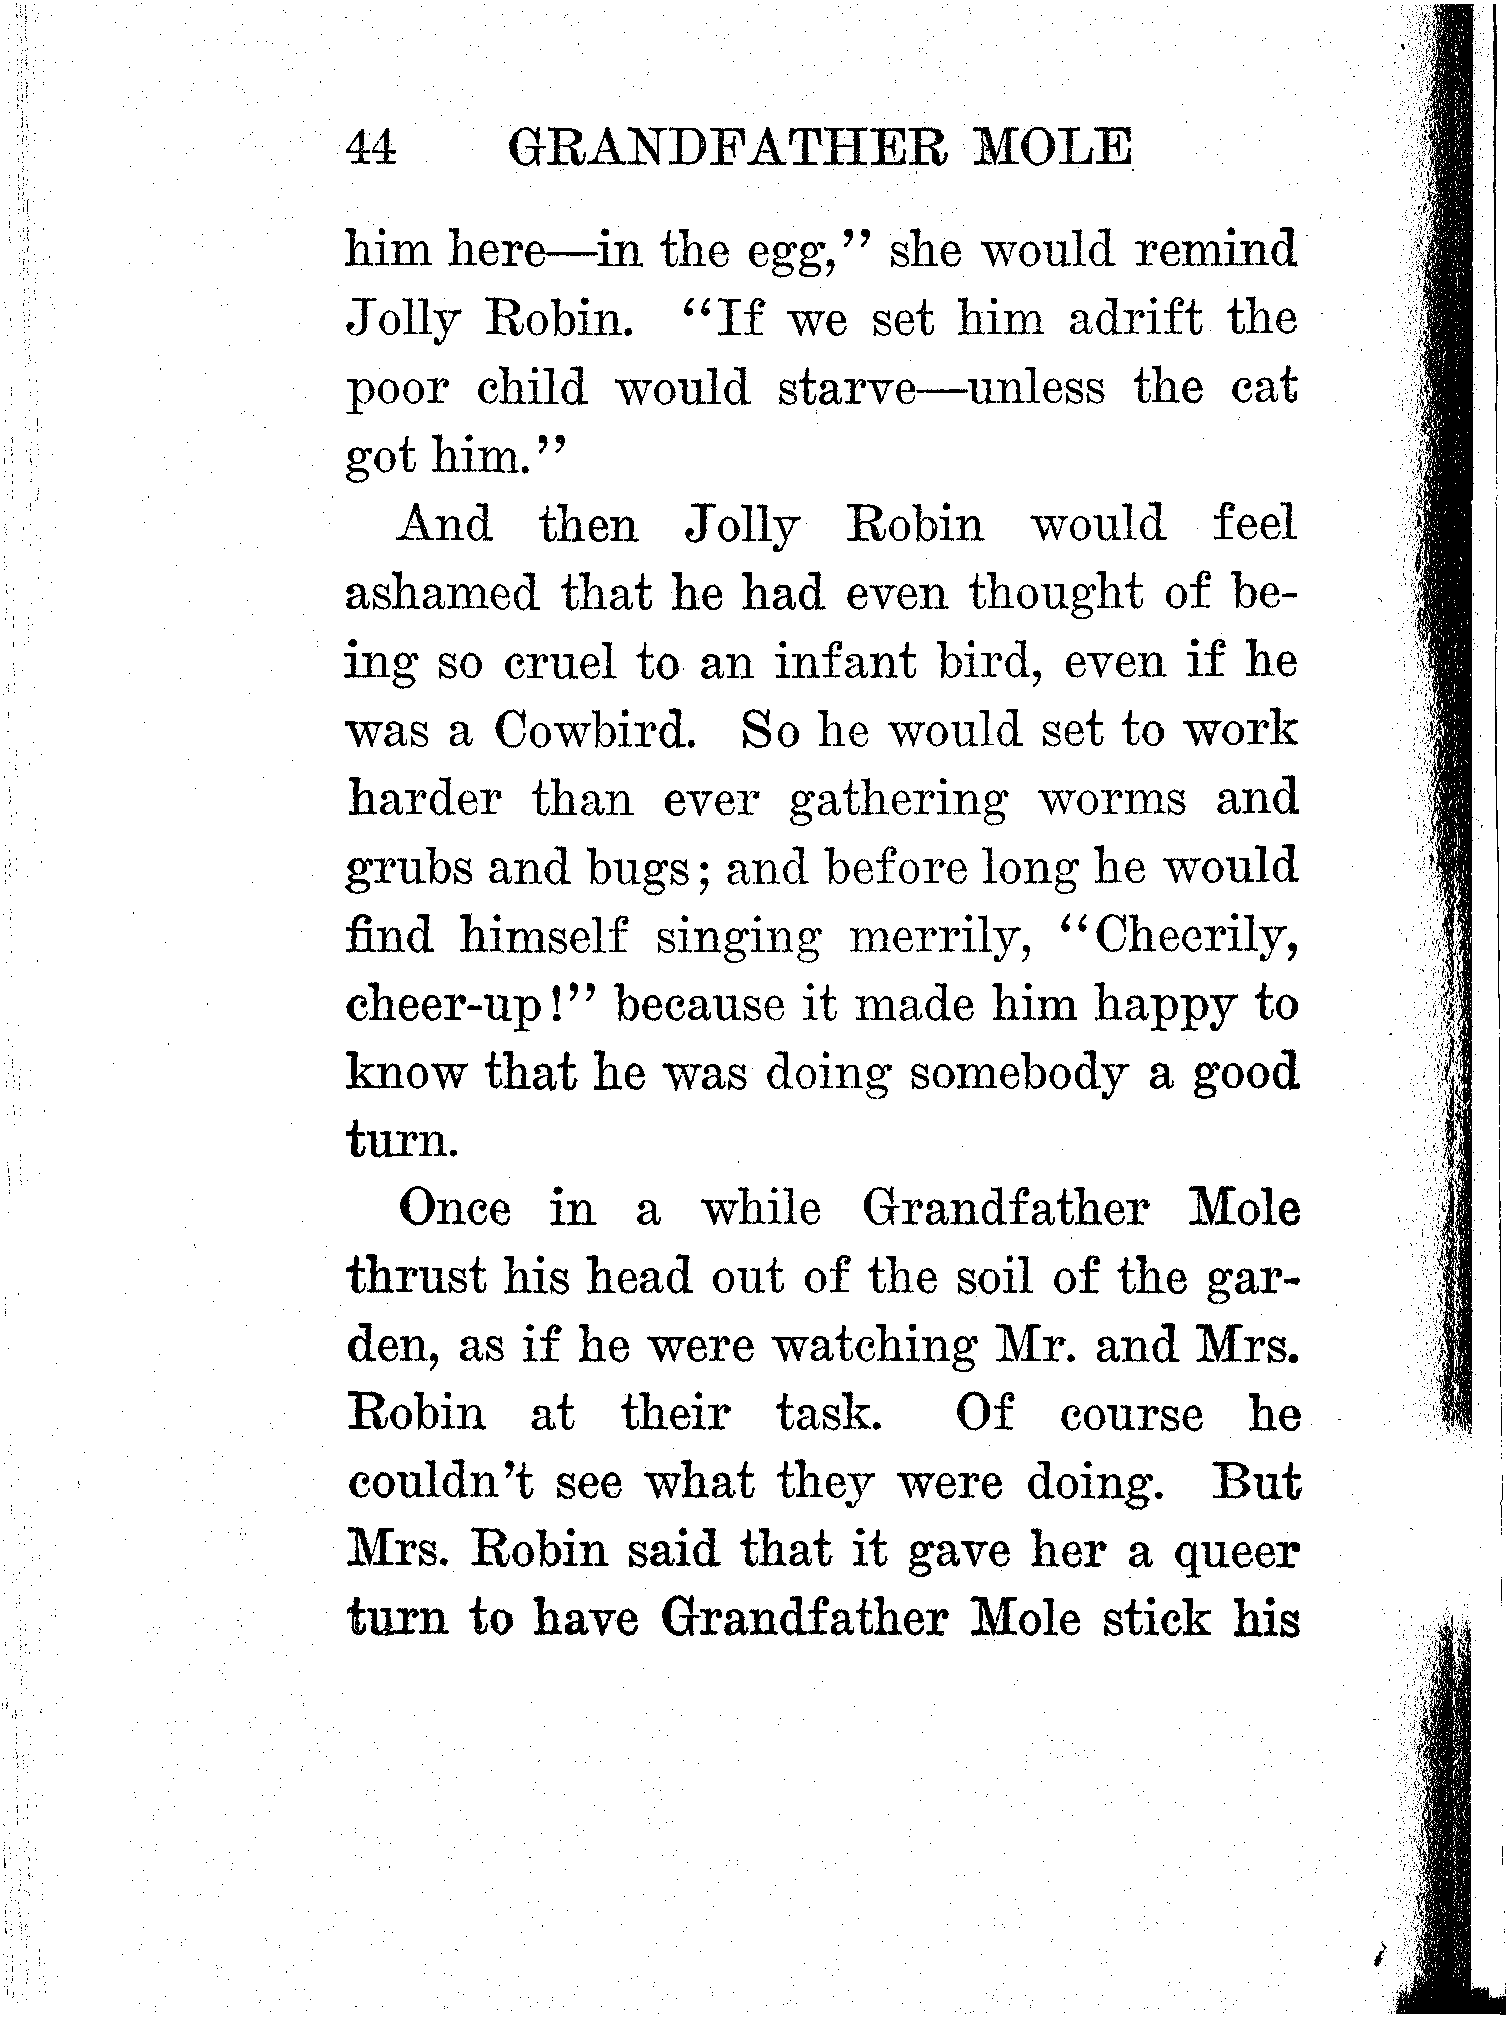 44 GRANDFATHER MOLE
him here—in the egg,” she would remind
Jolly Robin. “If we set him adrift the
poor child would starve—unless the cat
got him.”
And then Jolly Robin would feel
ashamed that he had even thought of be-
ing so cruel to an infant bird, even if he
was a Cowbird. So he would set to work
harder than ever gathering worms and
grubs and bugs; and before long he would
find himself singing merrily, “Cheerily,
cheer-up!” because it made him happy to
know that he was doing somebody a good
turn.
Once in a while Grandfather Mole
thrust his head out of the soil of the gar-
den, as if he were watching Mr. and Mrs.
Robin at their task. Of course he
couldn’t see what they were doing. But
Mrs. Robin said that it gave her a queer
turn to have Grandfather Mole stick his